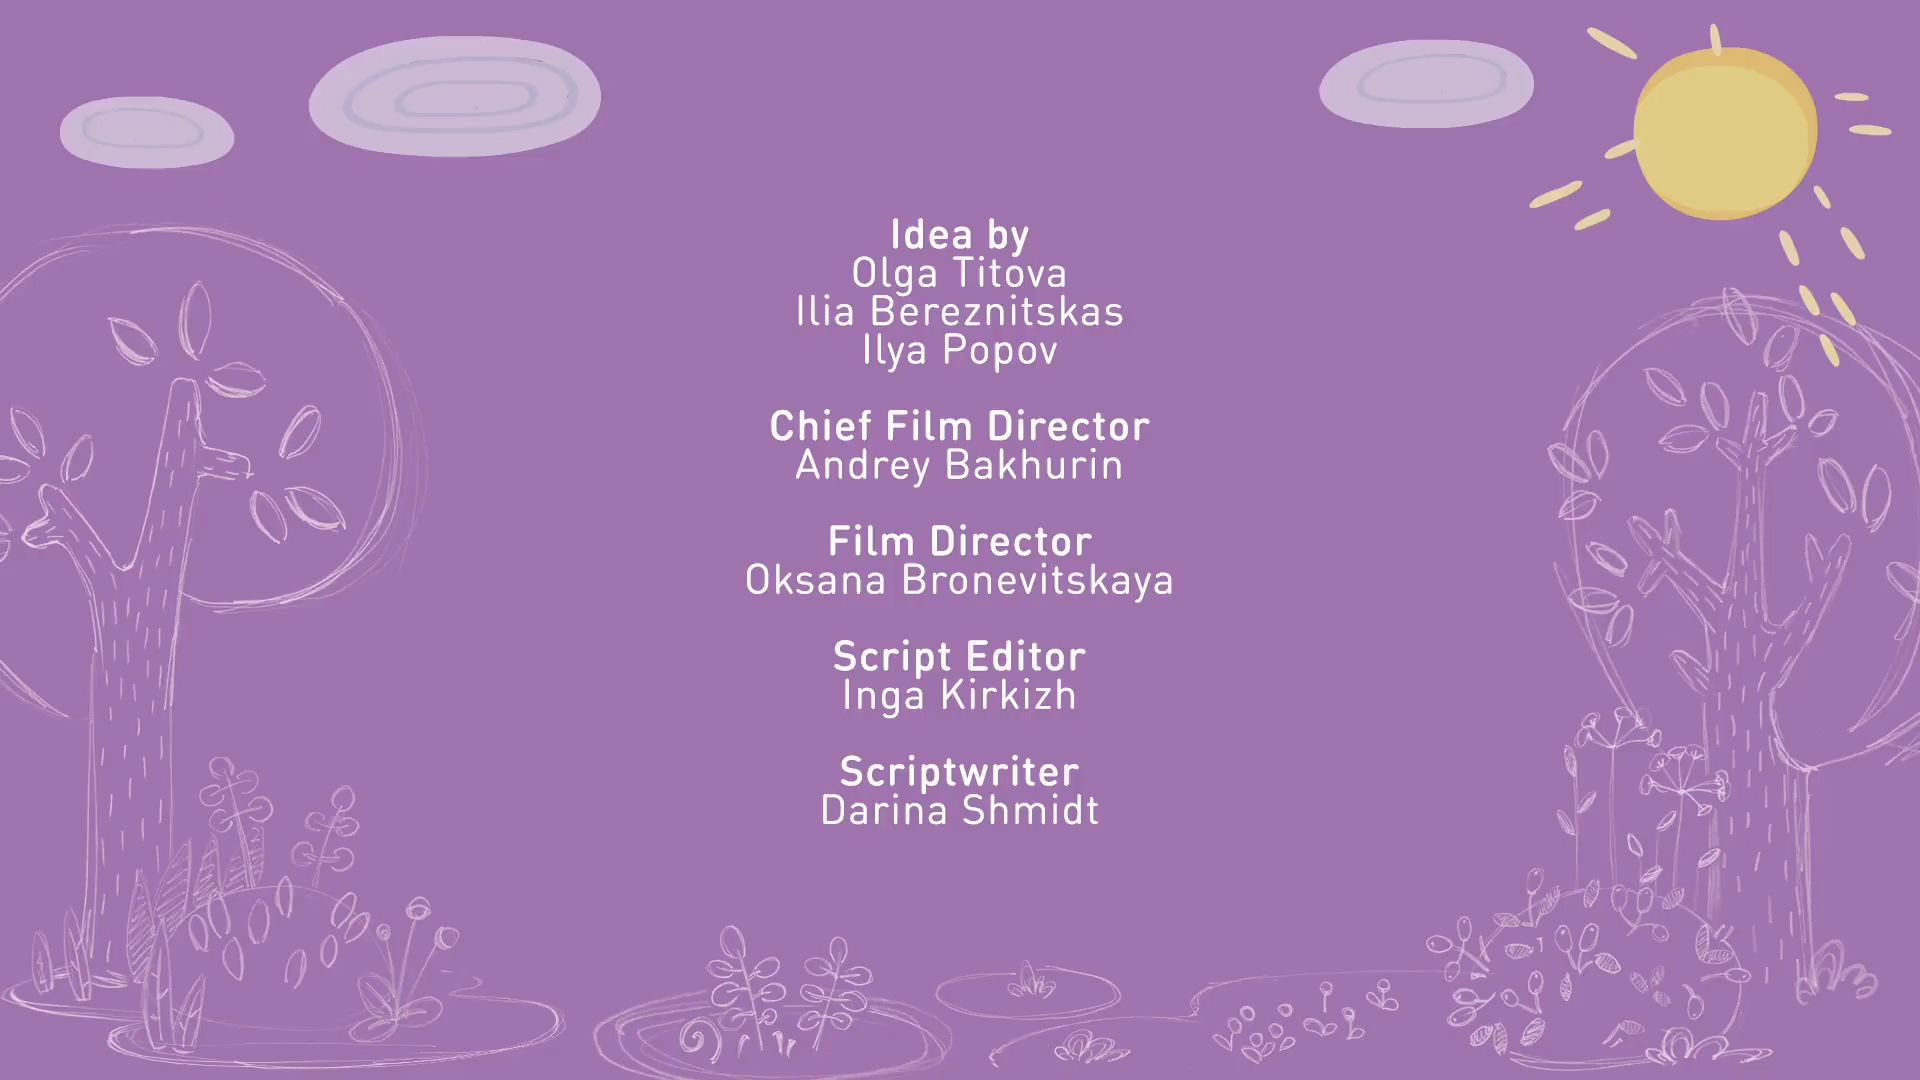 Idea by
Olga Titova
Ilia Bereznitskas
Ilya Popov
Chief Film Director
Andrey Bakhurin
Film Director
Oksana Bronevitskaya
Script Editor
Inga Kirkizh
Scriptwriter
Darina Shmidt